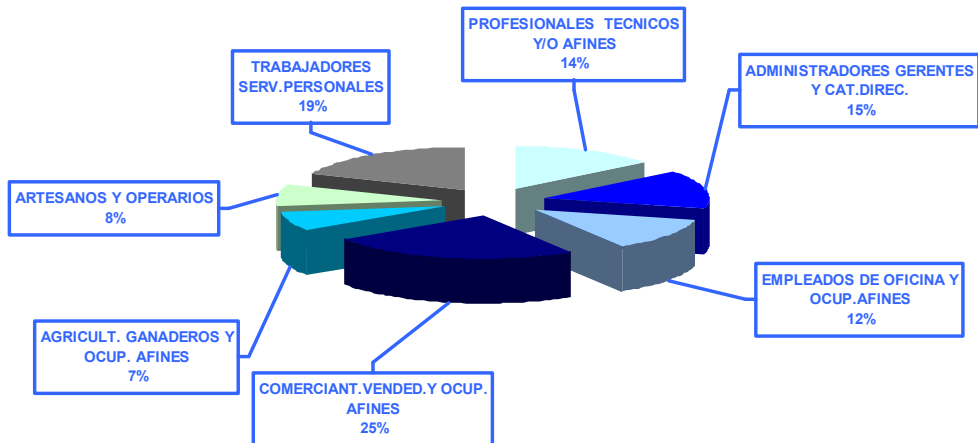 PROFESIONALES TECNICOS
Y/O AFINES
14%
TRABAJADORES
SERV.PERSONALES
19%
ADMINISTRADORES GERENTES
Y CAT.DIREC.
15%
ARTESANOS Y OPERARIOS
8%
EMPLEADOS DE OFICINA Y
OCUP.AFINES
12%
AGRICULT. GANADEROS Y
OCUP. AFINES
7%
COMERCIANT.VENDED.Y OCUP.
AFINES
25%